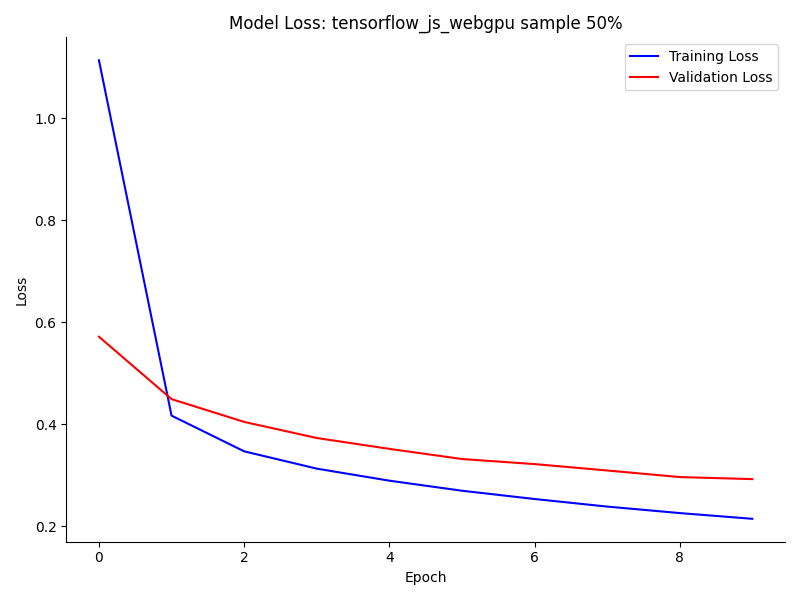 Model Loss: tensorflow_js_webgpu sample 50%
Training Loss
Validation Loss
1.0
0.8
0.6
0.4
0.2
Loss
0 2 4 6 8
Epoch